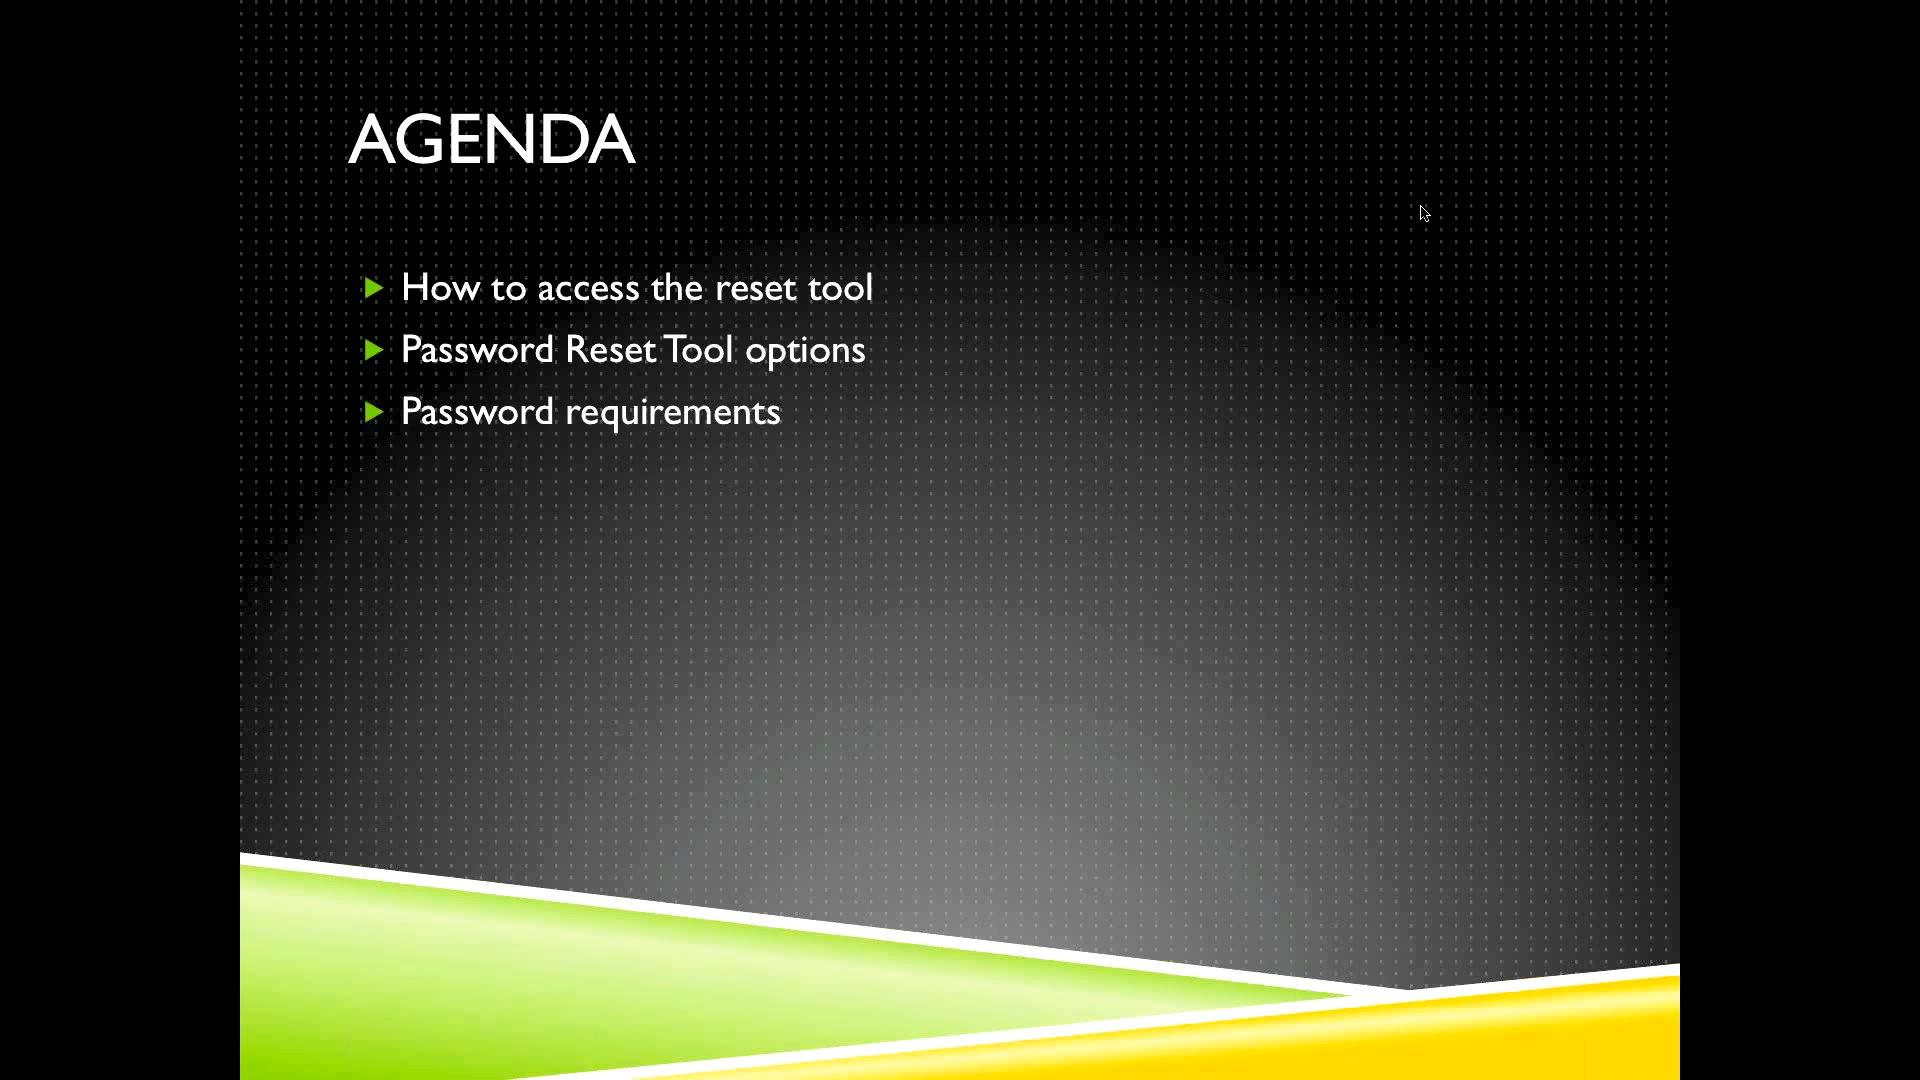 AGENDA
How to access the reset tool
Password Reset Tool options
Password requirements